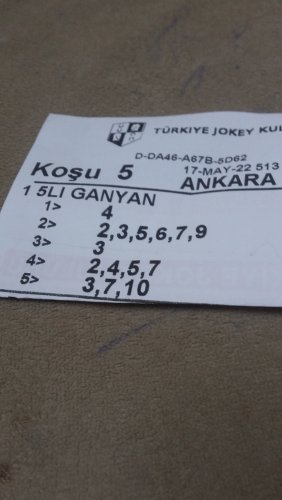 TÜRKİYE JOKEY KUL
D-DA46-A67B-5D62
Koşu 5 17-MAY-22 513
ANKARA
1 5LI GANYAN
1> 4
2> 2,3,5,6,7,9
3> 3
4> 2,4,5,7
5> 3,7,10